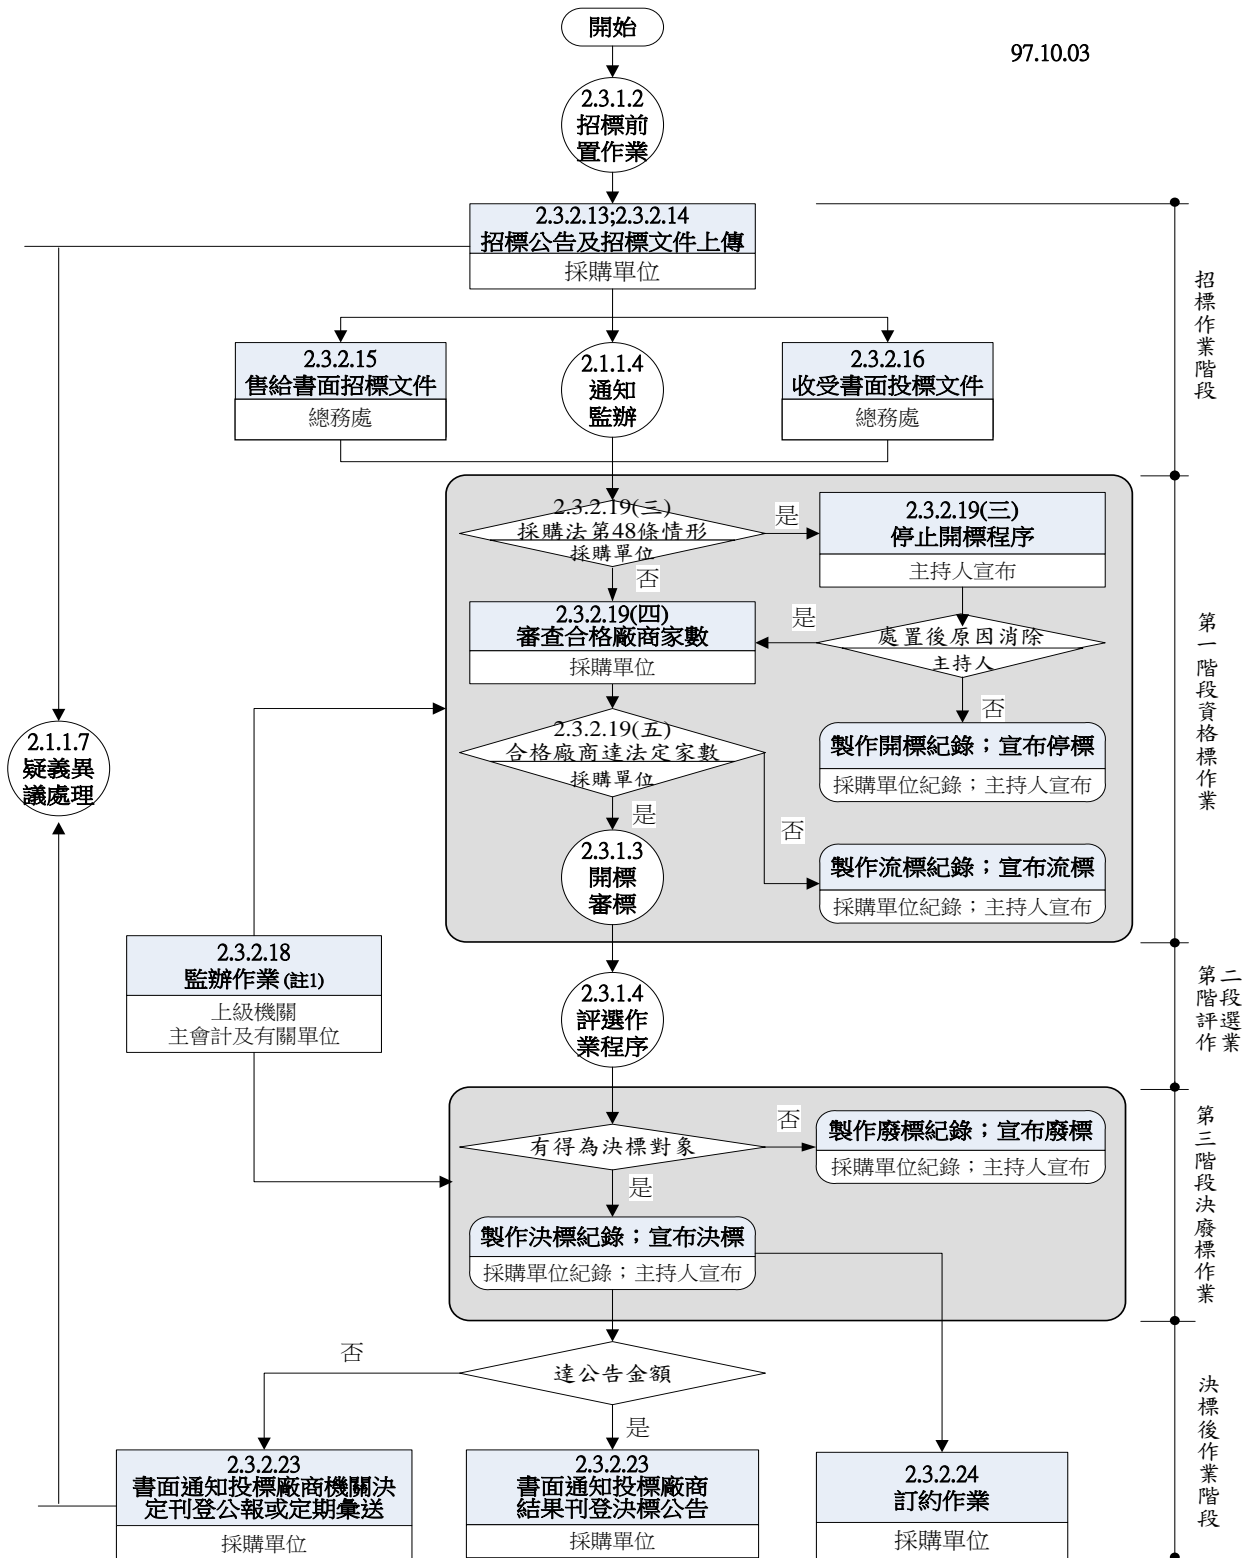 開始
97.10.03
2.3.1.2
招標前
置作業
2.3.2.13;2.3.2.14
招標公告及招標文件上傳
採購單位
招標作業階段
2.3.2.15
售給書面招標文件
總務處
2.1.1.4
通知
監辦
2.3.2.16
收受書面投標文件
總務處
2.3.2.19(三)
採購法第48條情形
採購單位
是
否
2.3.2.19(三)
停止開標程序
主持人宣布
2.3.2.19(四)
審查合格廠商家數
採購單位
是
處置後原因消除
主持人
否
第一階段資格標作業
2.3.2.19(五)
合格廠商達法定家數
採購單位
是
否
製作開標紀錄；宣布停標
採購單位紀錄；主持人宣布
2.1.1.7
疑義異
議處理
2.3.1.3
開標
審標
製作流標紀錄；宣布流標
採購單位紀錄；主持人宣布
2.3.2.18
監辦作業(註1)
上級機關
主會計及有關單位
2.3.1.4
評選作
業程序
第二
階段
評選
作業
有得為決標對象
否
是
製作廢標紀錄；宣布廢標
採購單位紀錄；主持人宣布
第三階段決廢標作業
製作決標紀錄；宣布決標
採購單位紀錄；主持人宣布
達公告金額
否
是
決標後作業階段
2.3.2.23
書面通知投標廠商機關決
定刊登公報或定期彙送
採購單位
2.3.2.23
書面通知投標廠商
結果刊登決標公告
採購單位
2.3.2.24
訂約作業
採購單位